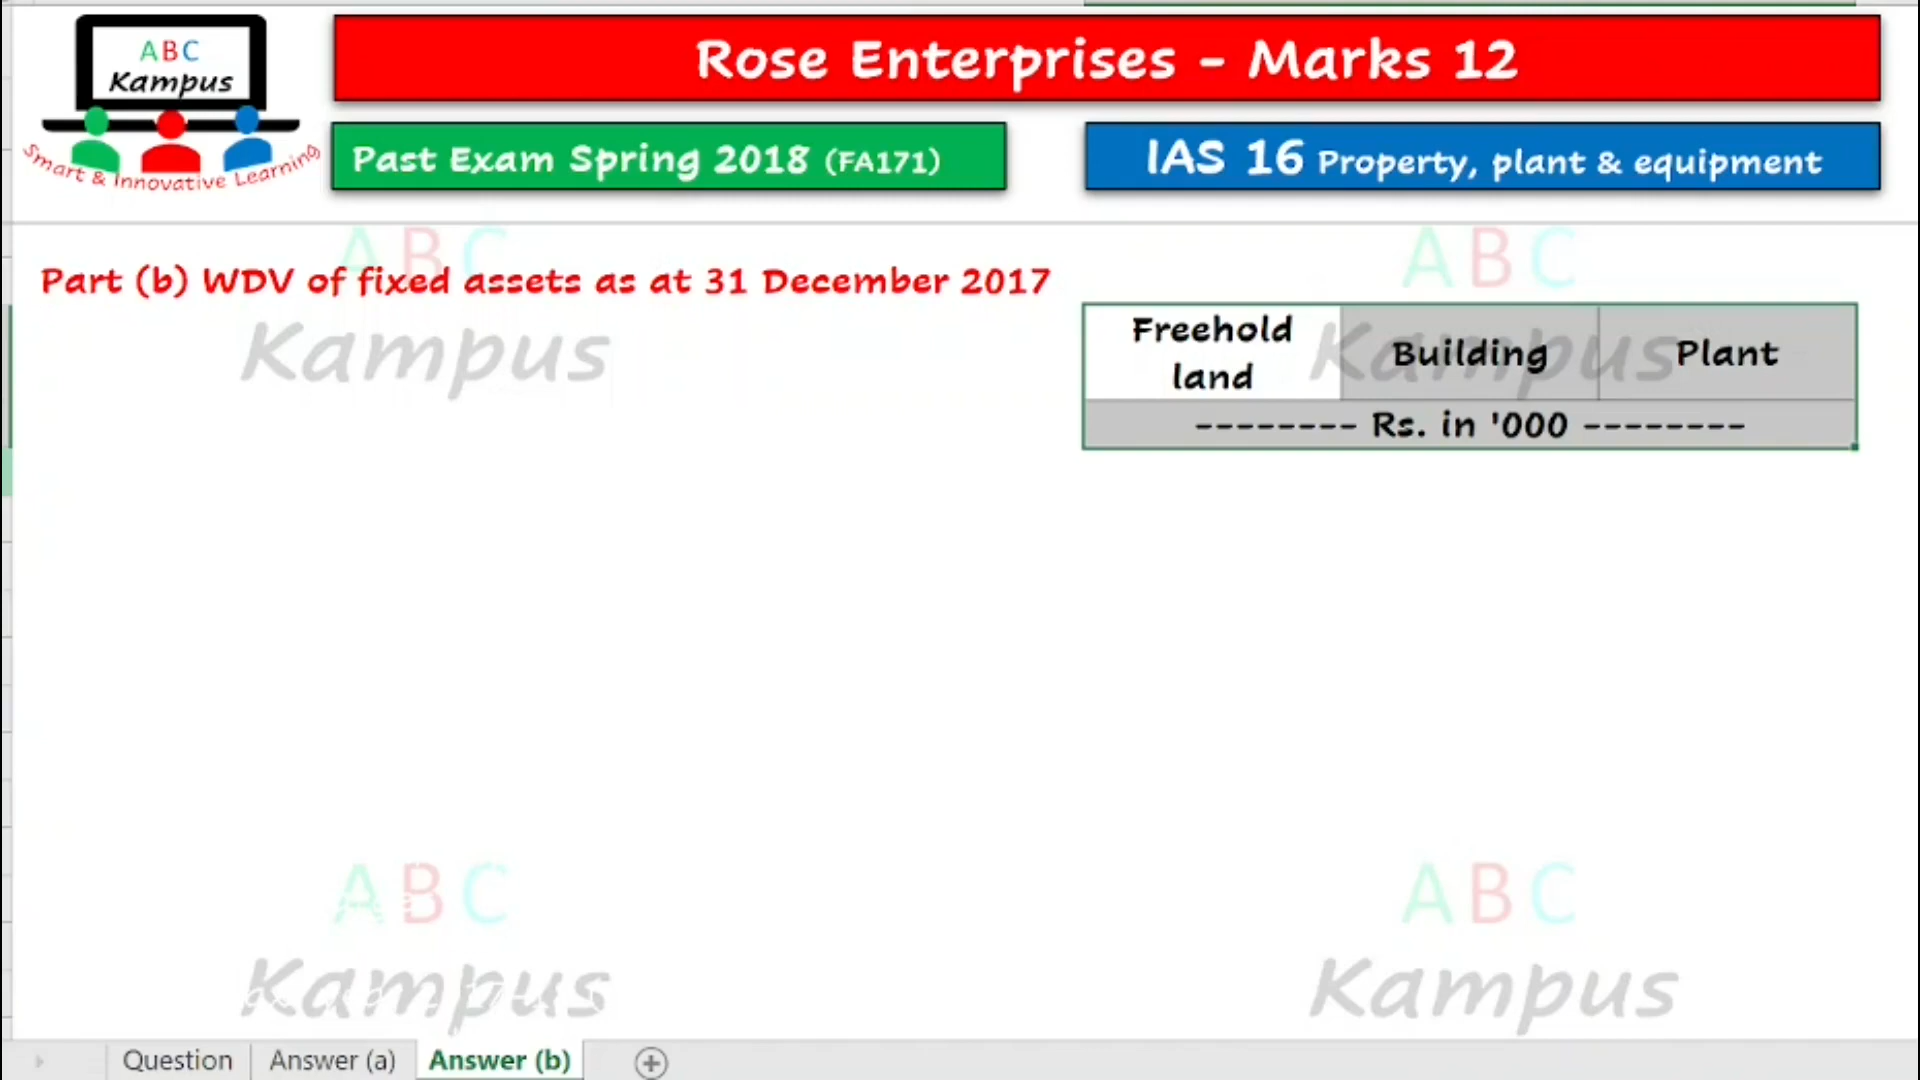 ABC
Kampus
Smart & Innovative Learning
Rose Enterprises - Marks 12
Past Exam Spring 2018 (FA171)
IAS 16 Property, plant & equipment
Part (b) WDV of fixed assets as at 31 December 2017
ABC
Kampus
ABC
Kampus
Freehold land
Building
Plant
-------- Rs. in '000 --------
ABC
Kampus
ABC
Kampus
Question
Answer (a)
Answer (b)